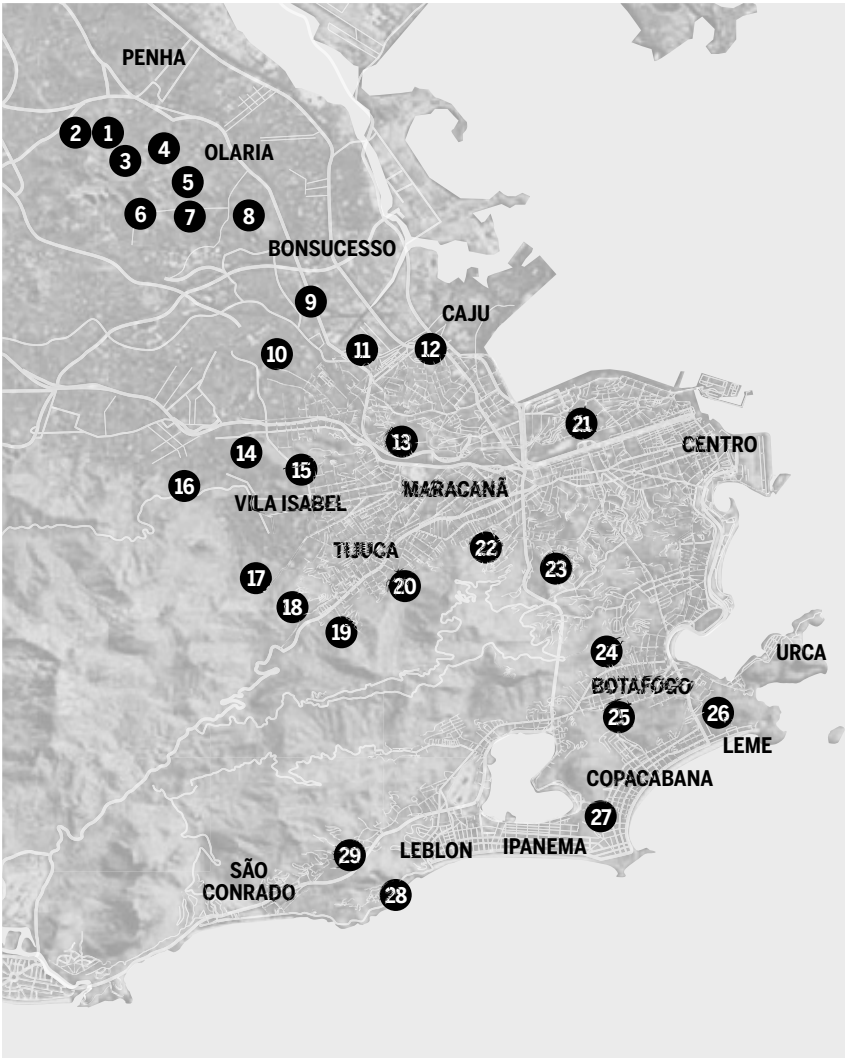 PENHA
2
1
3
4
OLARIA
5
6
7
8
BONSUCESSO
9
CAJU
10
11
12
13
21
CENTRO
14
15
16
VILA ISABEL
MARACANÃ
TIJUCA
22
23
17
20
18
19
24
URCA
BOTAFOGO
25
26
LEME
COPACABANA
27
29
LEBLON
IPANEMA
SÃO
CONRADO
28